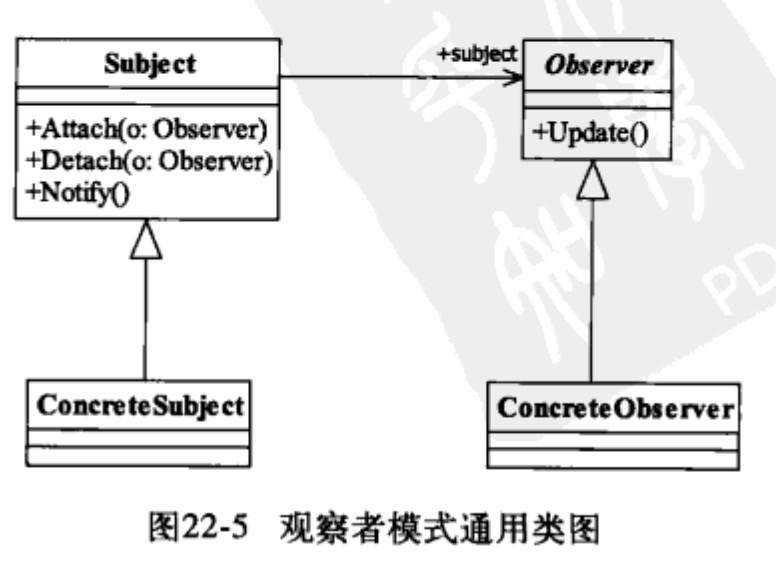 Subject
+Attach(o: Observer)
+Detach(o: Observer)
+Notify()
+subject
Observer
+Update()
ConcreteSubject
ConcreteObserver
图22-5 观察者模式通用类图
PD